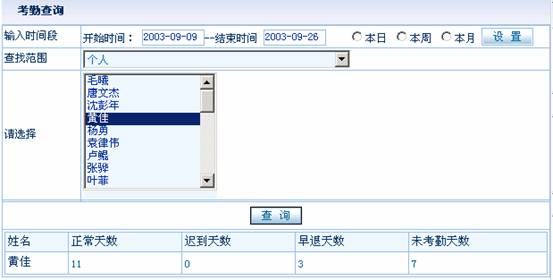 考勤查询
输入时间段 开始时间： 2003-09-09 --结束时间 2003-09-26 本日 本周 本月 设 置
查找范围 个人
请选择
毛曦
唐文杰
沈彭年
黄佳
杨勇
袁律伟
卢鲲
张骅
叶菲
查 询
姓名 正常天数 迟到天数 早退天数 未考勤天数
黄佳 11 0 3 7